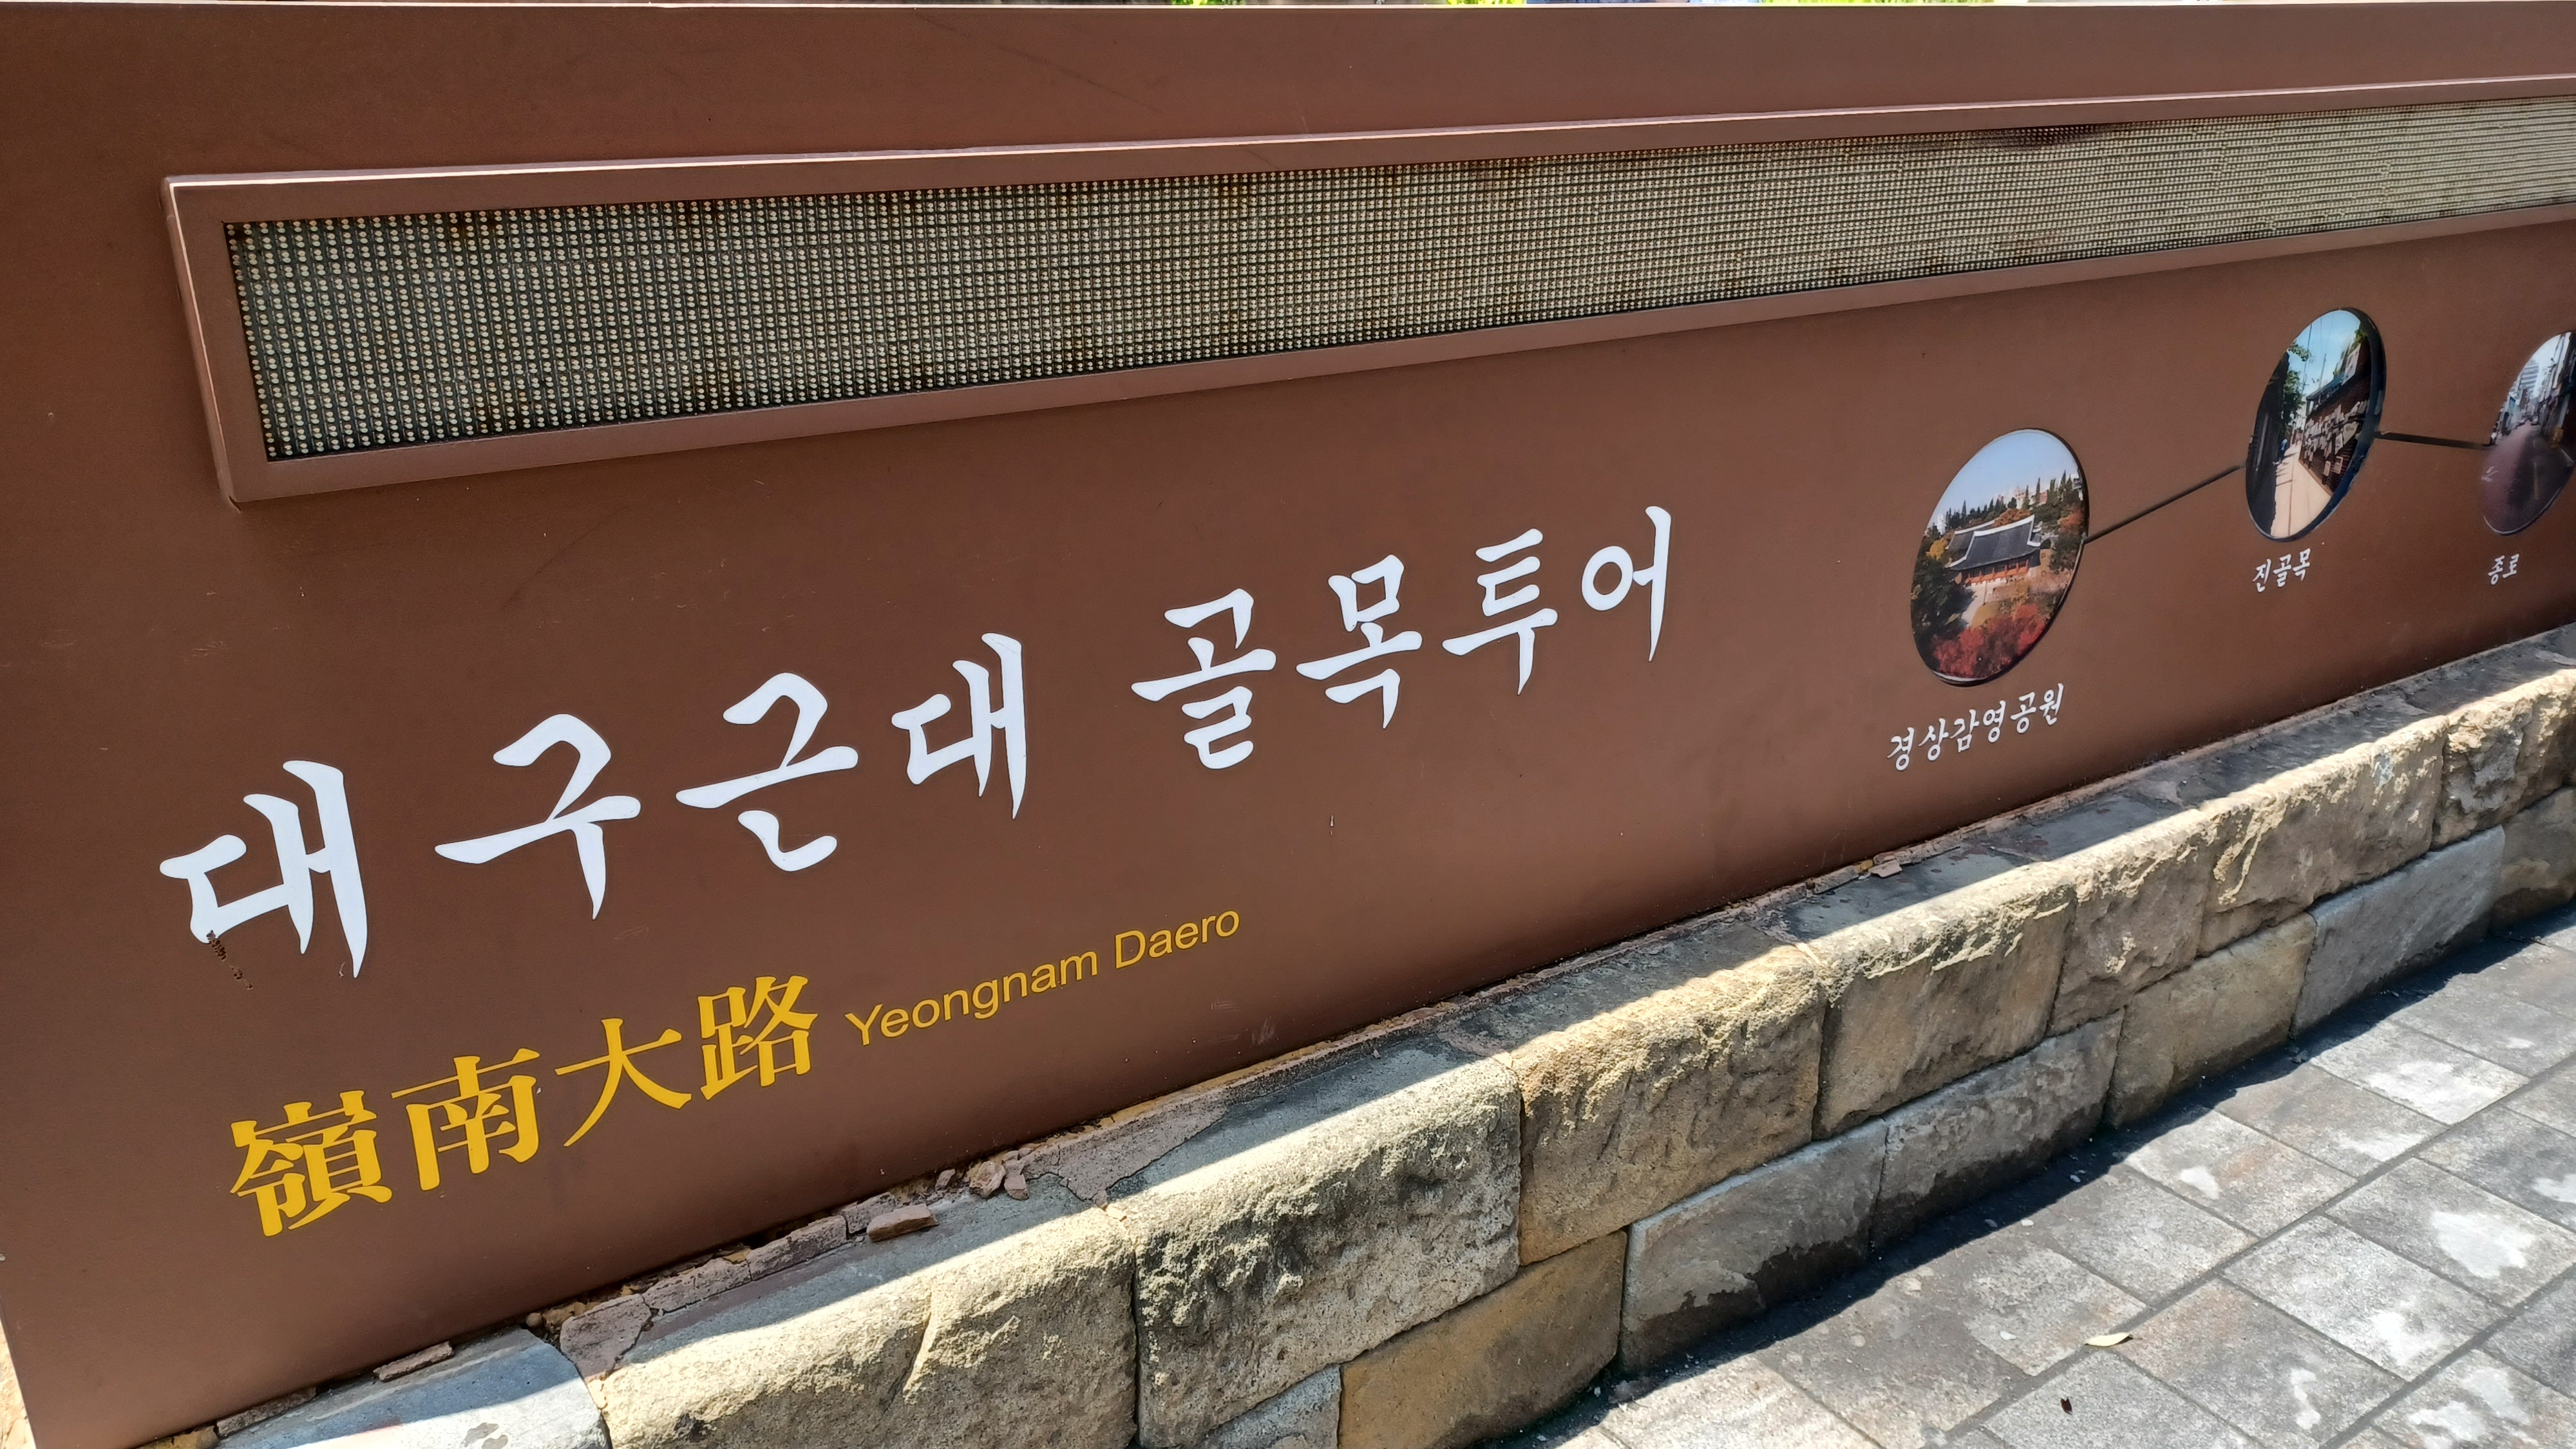 대구근대 골목투어
嶺南大路 Yeongnam Daero
경상감영공원
진골목
종로